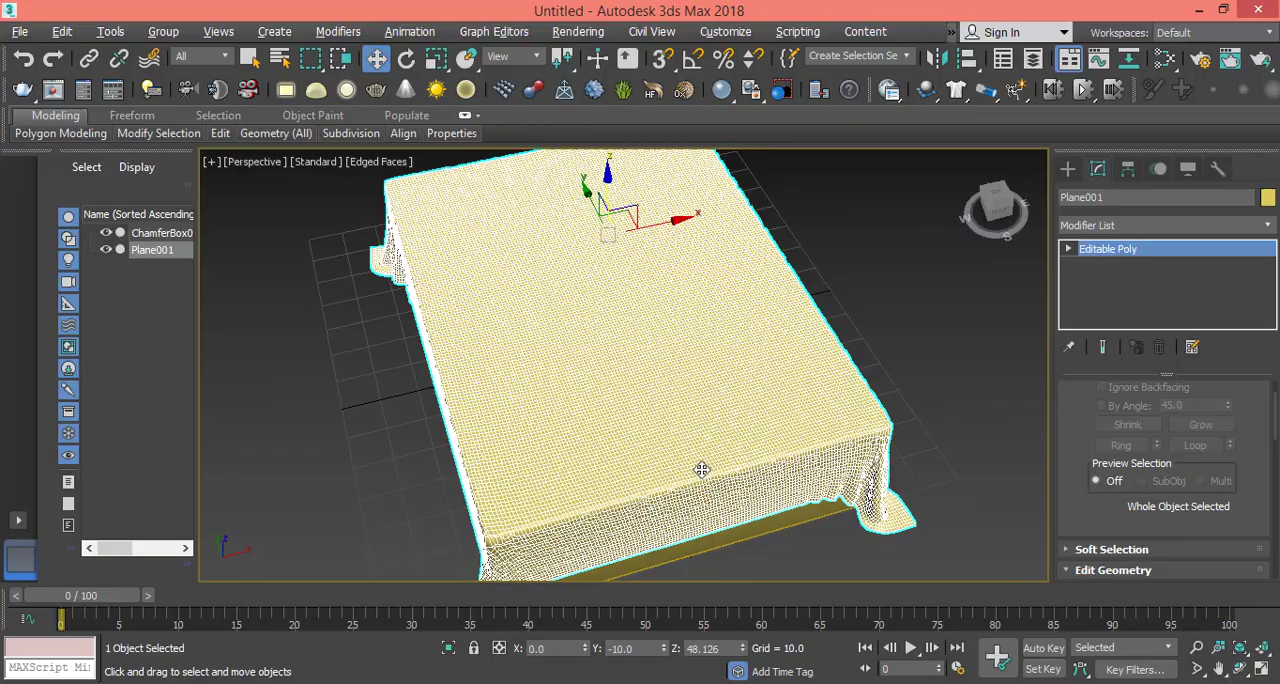 Untitled - Autodesk 3ds Max 2018
File Edit Tools Group Views Create Modifiers Animation Graph Editors Rendering Civil View Customize Scripting Content » Sign In Workspaces: Default
All View Create Selection Se
Modeling Freeform Selection Object Paint Populate
Polygon Modeling Modify Selection Edit Geometry (All) Subdivision Align Properties
Select Display
Name (Sorted Ascending
ChamferBox0
Plane001
[+] [Perspective] [Standard] [Edged Faces]
Plane001
Modifier List
Editable Poly
Ignore Backfacing
By Angle: 45.0
Shrink Grow
Ring Loop
Preview Selection
Off SubObj Multi
Whole Object Selected
Soft Selection
Edit Geometry
0 / 100
0 5 10 15 20 25 30 35 40 45 50 55 60 65 70 75 80 85 90 95 100
1 Object Selected X: 0.0 Y: -10.0 Z: 48.126 Grid = 10.0 Auto Key Selected
MAXScript Mi: Click and drag to select and move objects Add Time Tag 0 Set Key Key Filters...